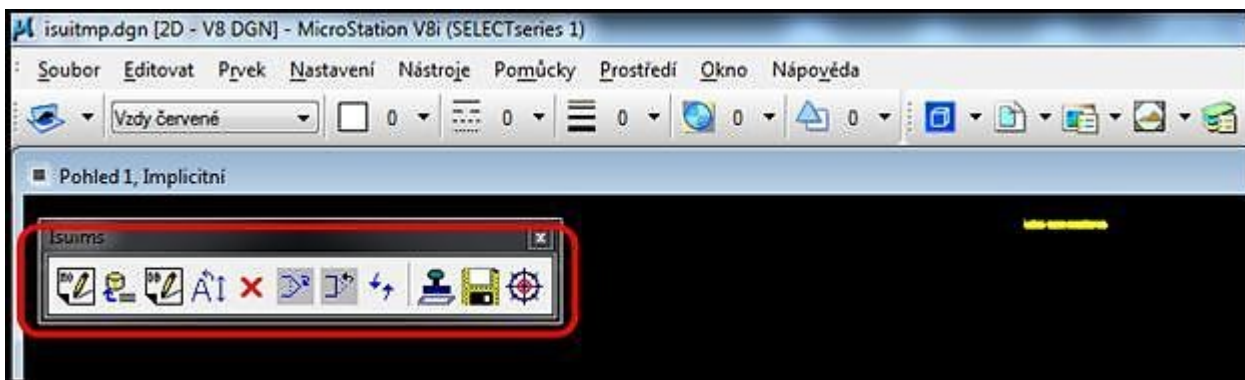 isuitmp.dgn [2D - V8 DGN] - MicroStation V8i (SELECTseries 1)
Soubor Editovat Prvek Nastavení Nástroje Pomůcky Prostředí Okno Nápověda
Vzdy červené 0 0 0 0 0
Pohled 1, Implicitní
Isuims